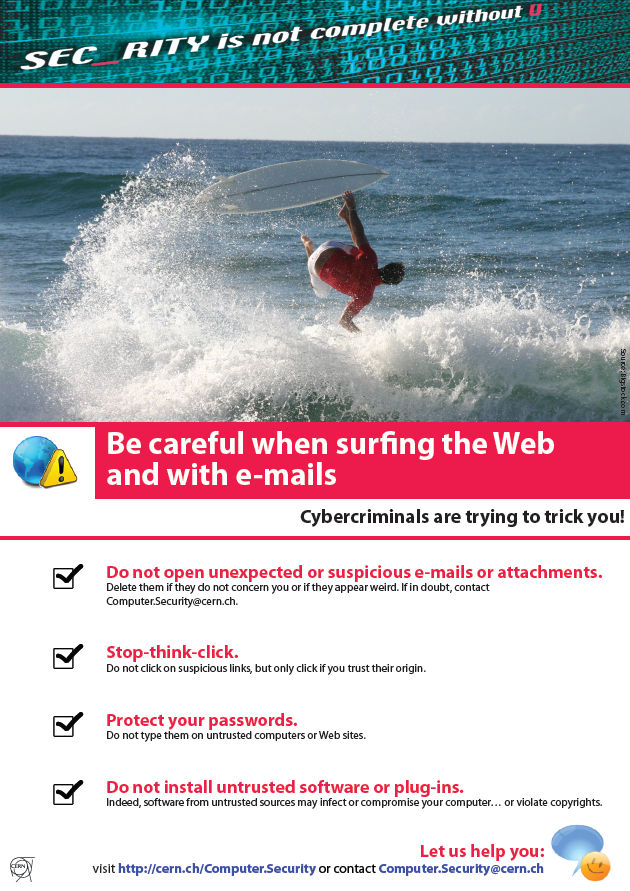 SEC_RITY is not complete without U
Source: Bigstock.com
Be careful when surfing the Web
and with e-mails
Cybercriminals are trying to trick you!
Do not open unexpected or suspicious e-mails or attachments.
Delete them if they do not concern you or if they appear weird. If in doubt, contact
Computer.Security@cern.ch.
Stop-think-click.
Do not click on suspicious links, but only click if you trust their origin.
Protect your passwords.
Do not type them on untrusted computers or Web sites.
Do not install untrusted software or plug-ins.
Indeed, software from untrusted sources may infect or compromise your computer… or violate copyrights.
Let us help you:
visit http://cern.ch/Computer.Security or contact Computer.Security@cern.ch
CERN